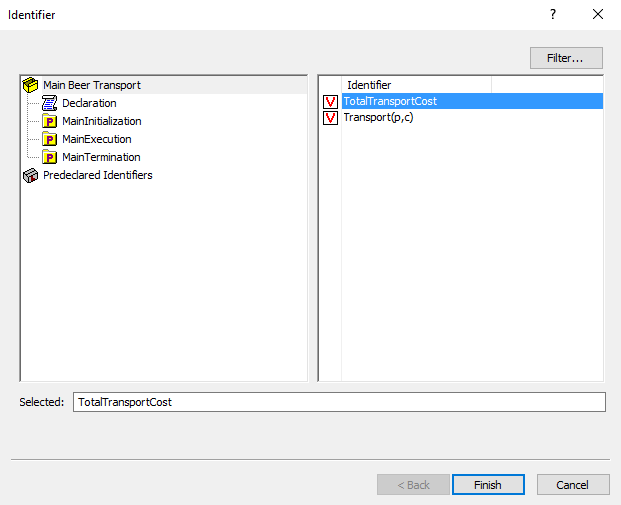 Identifier
?
Filter...
Main Beer Transport
Declaration
P MainInitialization
P MainExecution
P MainTermination
Predeclared Identifiers
Identifier
V TotalTransportCost
V Transport(p,c)
Selected: TotalTransportCost
< Back Finish Cancel